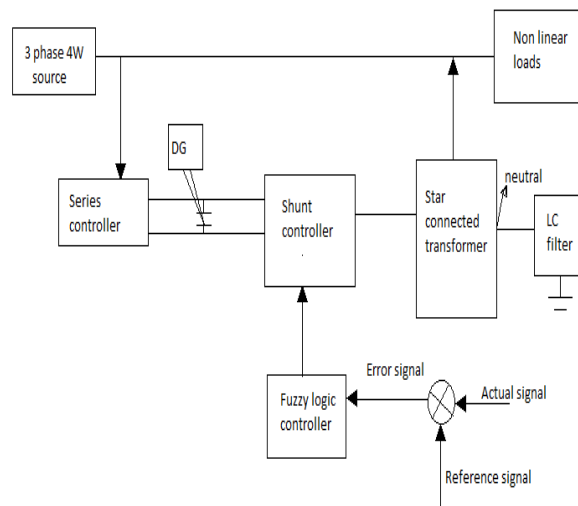 3 phase 4W
source
Non linear
loads
DG
neutral
Series
controller
Shunt
controller
Star
connected
transformer
LC
filter
Error signal
Actual signal
Fuzzy logic
controller
Reference signal